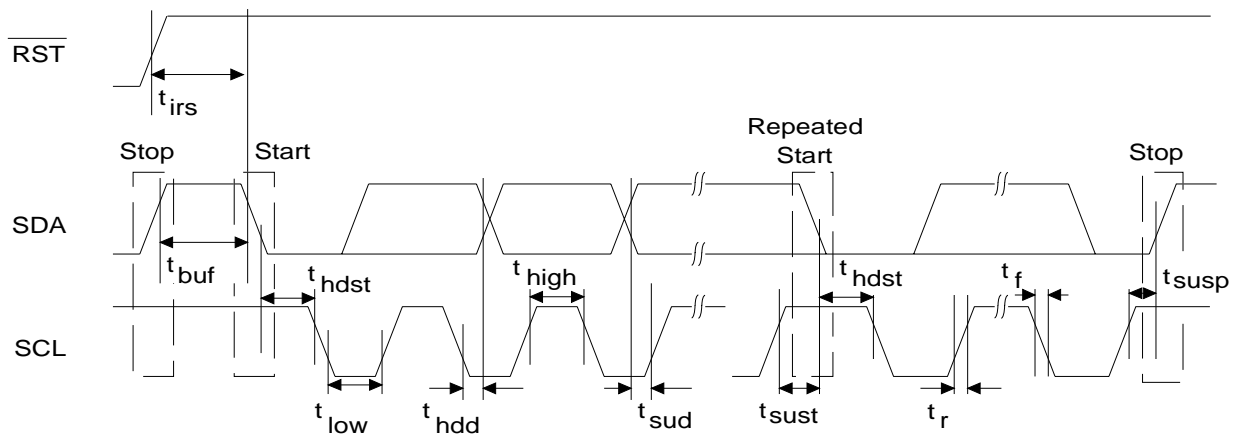 RST
t irs
Repeated
Stop Start Start Stop
SDA
t buf t hdst t high t hdst t f t susp
SCL
t low t hdd t sud t sust t r